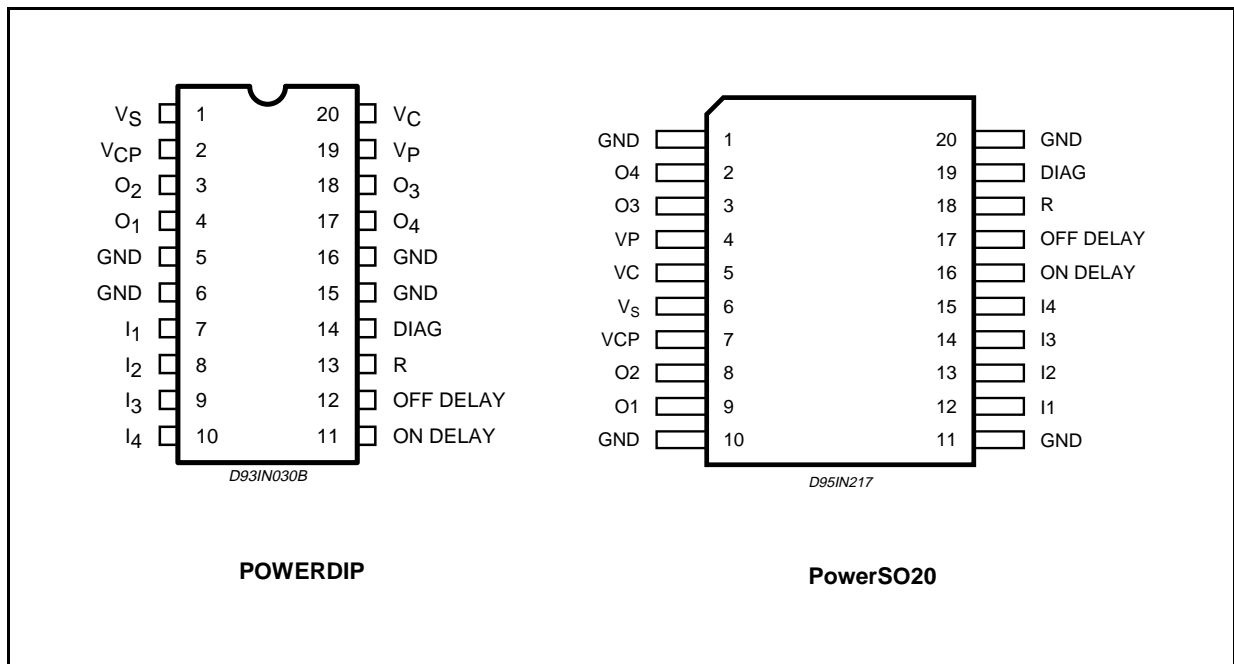 VS 1 20 VC
VCP 2 19 VP
O2 3 18 O3
O1 4 17 O4
GND 5 16 GND
GND 6 15 GND
I1 7 14 DIAG
I2 8 13 R
I3 9 12 OFF DELAY
I4 10 11 ON DELAY
D93IN030B
POWERDIP
GND 1 20 GND
O4 2 19 DIAG
O3 3 18 R
VP 4 17 OFF DELAY
VC 5 16 ON DELAY
VS 6 15 I4
VCP 7 14 I3
O2 8 13 I2
O1 9 12 I1
GND 10 11 GND
D95IN217
PowerSO20